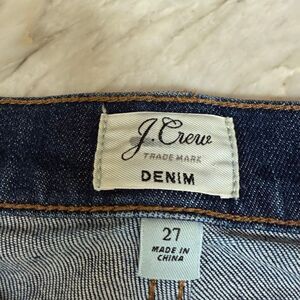 J.Crew
TRADE MARK
DENIM
27
MADE IN
CHINA